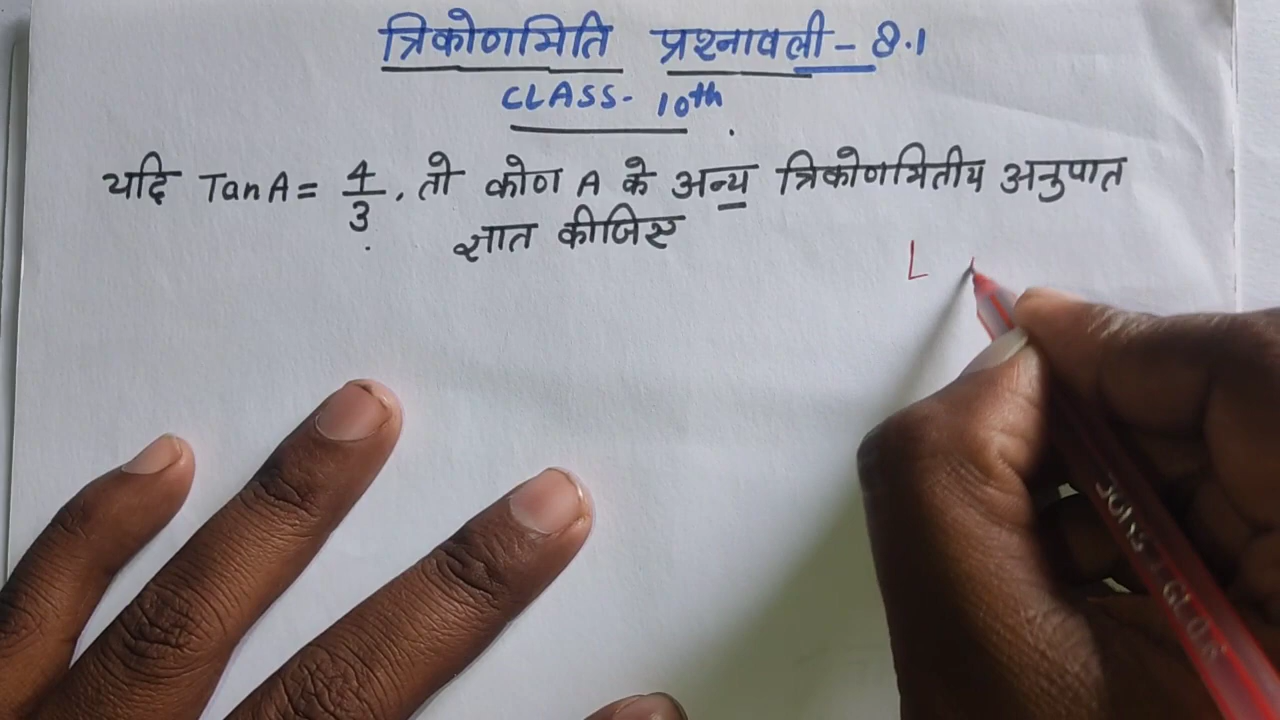 त्रिकोणमिति प्रश्नावली - 8.1
CLASS- 10th
यदि TanA = 4/3, तो कोण A के अन्य त्रिकोणमितीय अनुपात
ज्ञात कीजिए
L